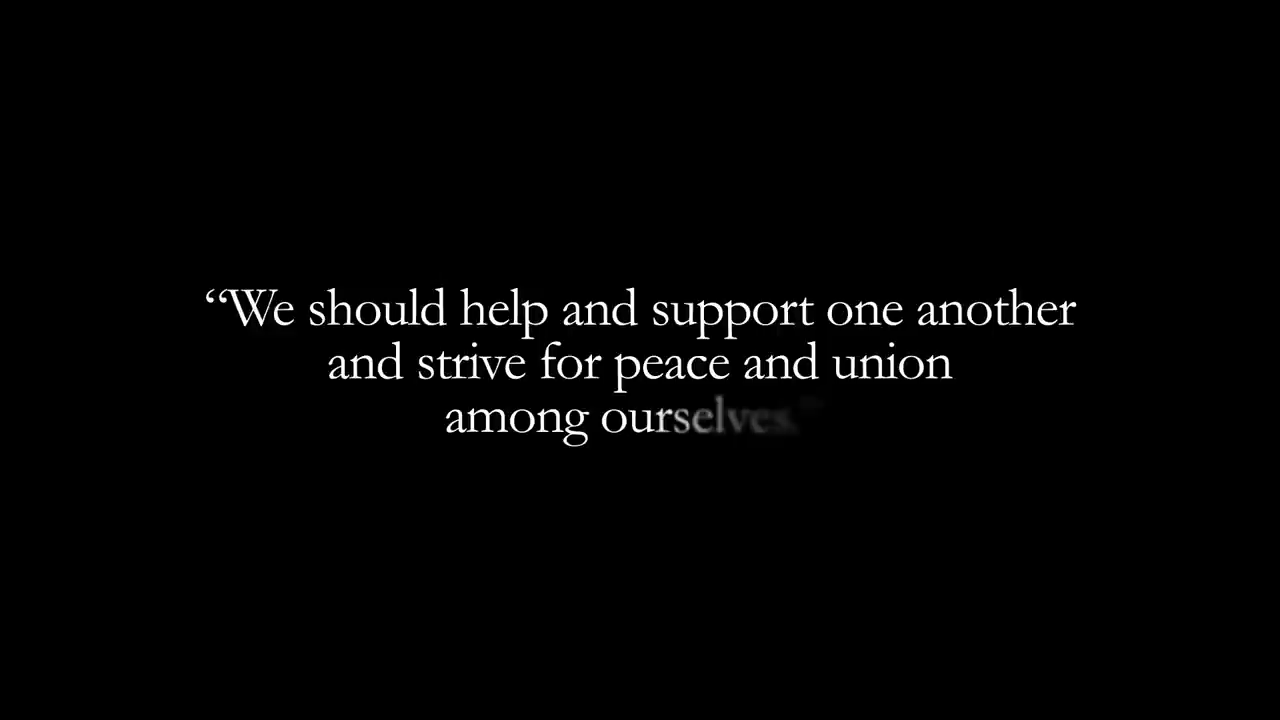 “We should help and support one another
and strive for peace and union
among ourselves.”